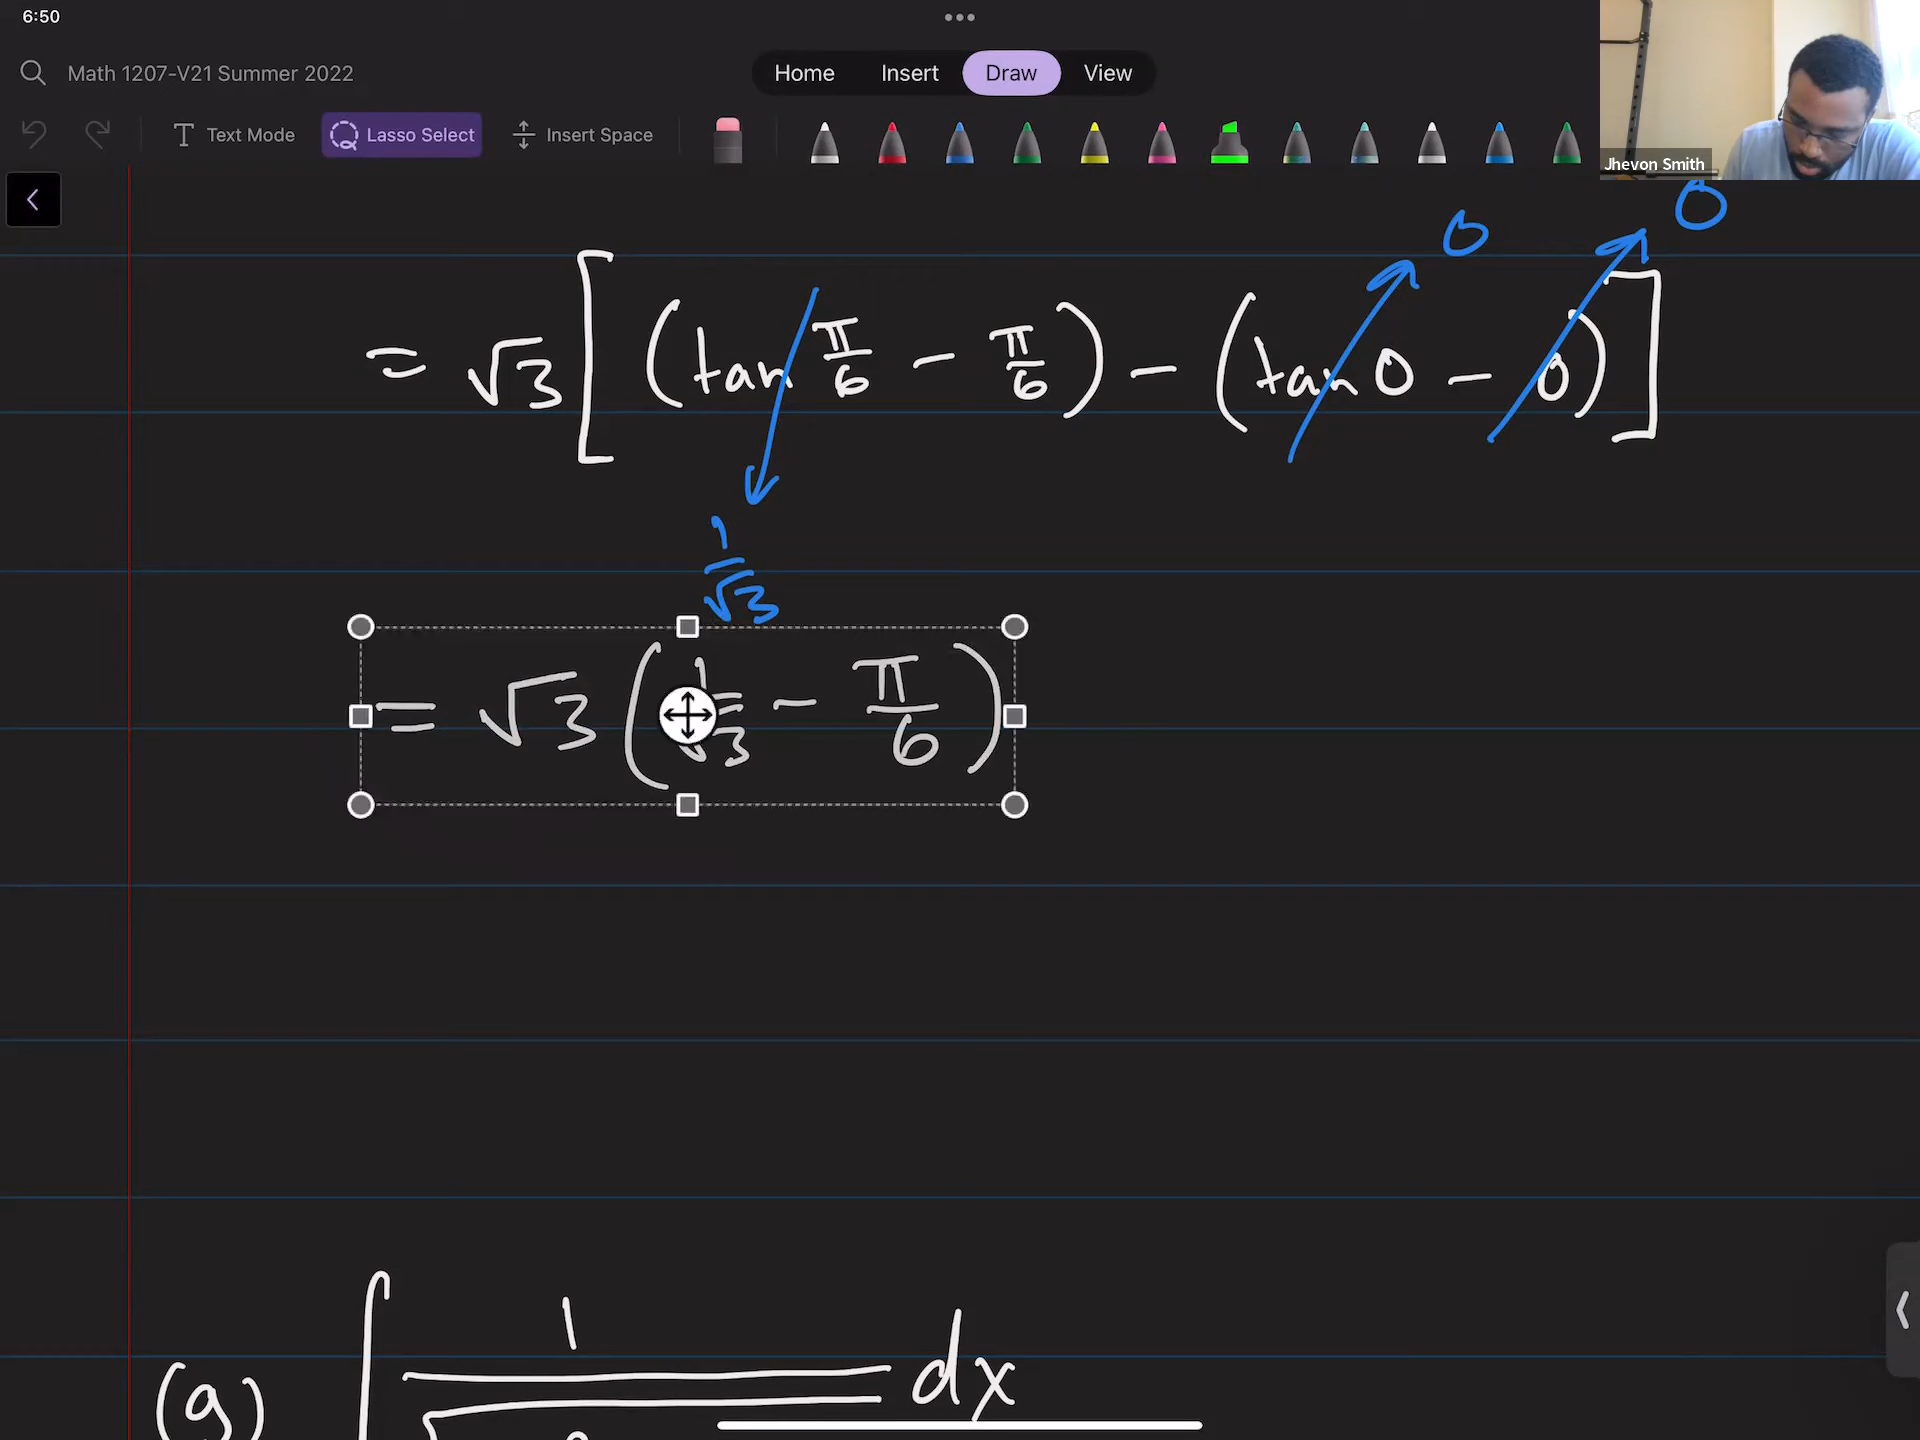 6:50
Math 1207-V21 Summer 2022
Home Insert Draw View
Text Mode Lasso Select Insert Space
Jhevon Smith
0 0
= √3 [ (tan π/6 - π/6) - (tan 0 - 0) ]
1/√3
= √3 ( 1/√3 - π/6 )
(g) ∫ 1/√ dx